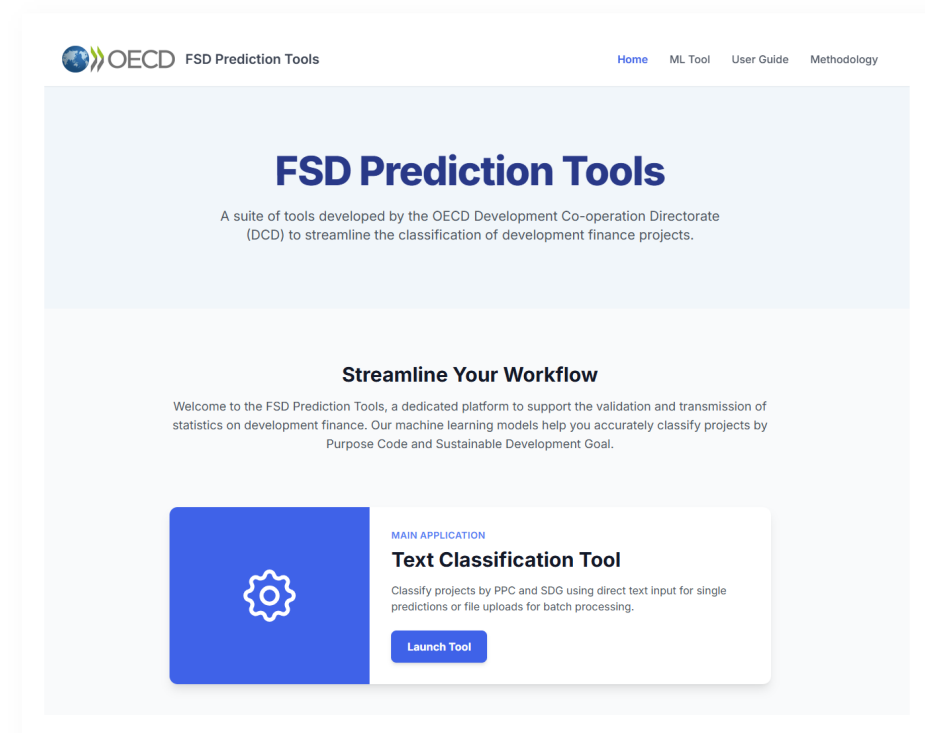 OECD FSD Prediction Tools Home ML Tool User Guide Methodology
FSD Prediction Tools
A suite of tools developed by the OECD Development Co-operation Directorate
(DCD) to streamline the classification of development finance projects.
Streamline Your Workflow
Welcome to the FSD Prediction Tools, a dedicated platform to support the validation and transmission of
statistics on development finance. Our machine learning models help you accurately classify projects by
Purpose Code and Sustainable Development Goal.
MAIN APPLICATION
Text Classification Tool
Classify projects by PPC and SDG using direct text input for single
predictions or file uploads for batch processing.
Launch Tool